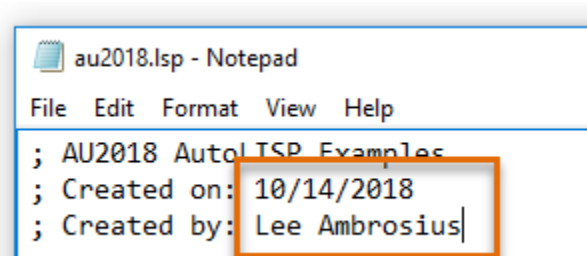 au2018.lsp - Notepad
File Edit Format View Help
; AU2018 AutoLISP Examples
; Created on: 10/14/2018
; Created by: Lee Ambrosius